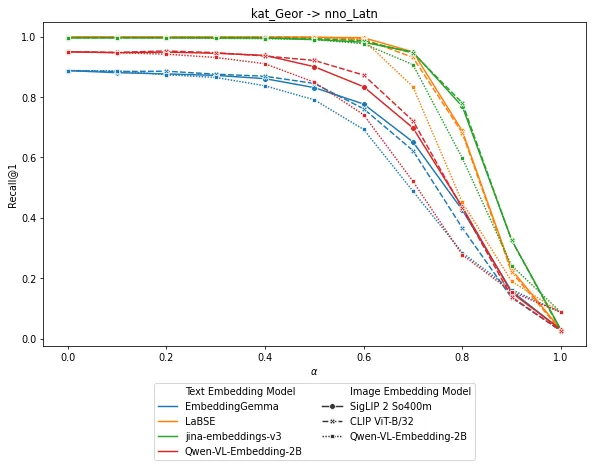 kat_Geor -> nno_Latn
Recall@1
1.0
0.8
0.6
0.4
0.2
0.0
0.0 0.2 0.4 0.6 0.8 1.0
α
Text Embedding Model
EmbeddingGemma
LaBSE
jina-embeddings-v3
Qwen-VL-Embedding-2B
Image Embedding Model
SigLIP 2 So400m
CLIP ViT-B/32
Qwen-VL-Embedding-2B